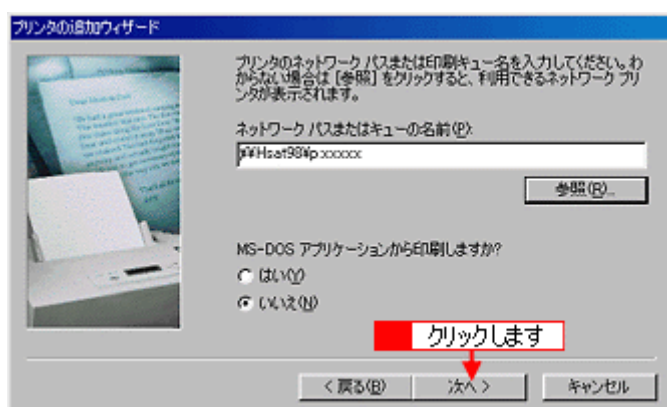 プリンタの追加ウィザード
プリンタのネットワーク パスまたは印刷キュー名を入力してください。わ
からない場合は [参照] をクリックすると、利用できるネットワーク プリ
ンタが表示されます。
ネットワーク パスまたはキューの名前(P):
¥¥Hsat98¥p:xxxxx
参照(R)...
MS-DOS アプリケーションから印刷しますか?
はい(Y)
いいえ(N)
クリックします
< 戻る(B)
次へ >
キャンセル